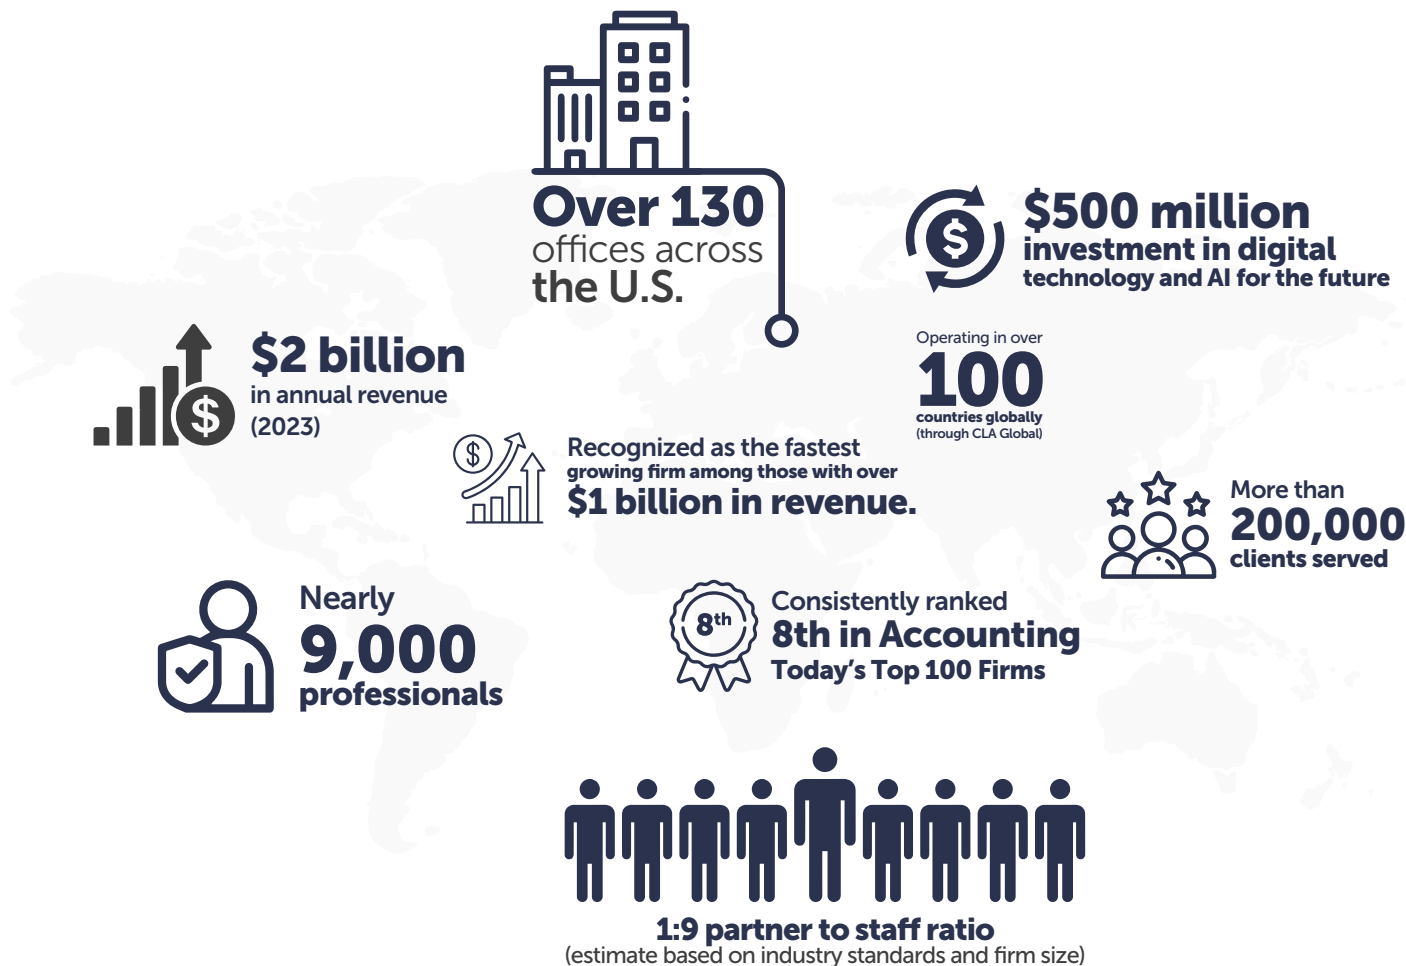 Over 130
offices across
the U.S.
$500 million
investment in digital
technology and AI for the future
$2 billion
in annual revenue
(2023)
$
$
$
Operating in over
100
countries globally
(through CLA Global)
Recognized as the fastest
growing firm among those with over
$1 billion in revenue.
More than
200,000
clients served
Nearly
9,000
professionals
8th
Consistently ranked
8th in Accounting
Today's Top 100 Firms
1:9 partner to staff ratio
(estimate based on industry standards and firm size)